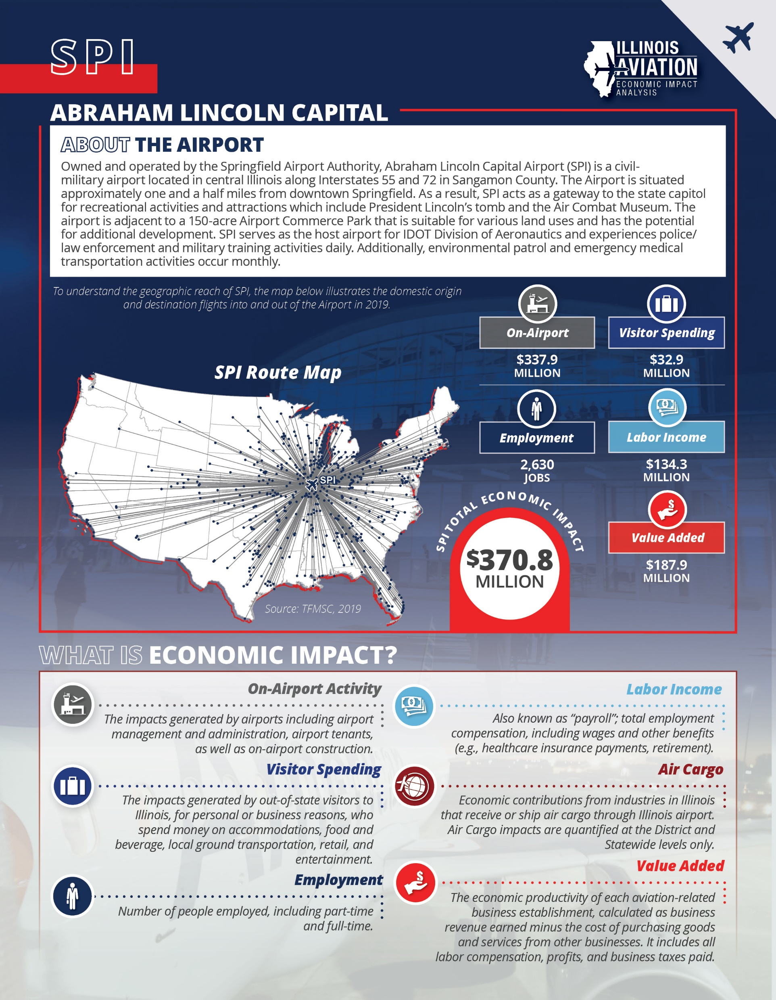 SPI
ILLINOIS
AVIATION
ECONOMIC IMPACT
ANALYSIS
ABRAHAM LINCOLN CAPITAL
ABOUT THE AIRPORT
Owned and operated by the Springfield Airport Authority, Abraham Lincoln Capital Airport (SPI) is a civil-
military airport located in central Illinois along Interstates 55 and 72 in Sangamon County. The Airport is situated
approximately one and a half miles from downtown Springfield. As a result, SPI acts as a gateway to the state capitol
for recreational activities and attractions which include President Lincoln’s tomb and the Air Combat Museum. The
airport is adjacent to a 150-acre Airport Commerce Park that is suitable for various land uses and has the potential
for additional development. SPI serves as the host airport for IDOT Division of Aeronautics and experiences police/
law enforcement and military training activities daily. Additionally, environmental patrol and emergency medical
transportation activities occur monthly.
To understand the geographic reach of SPI, the map below illustrates the domestic origin
and destination flights into and out of the Airport in 2019.
SPI Route Map
SPI
Source: TFMSC, 2019
On-Airport
$337.9
MILLION
Visitor Spending
$32.9
MILLION
Employment
2,630
JOBS
Labor Income
$134.3
MILLION
SPI TOTAL ECONOMIC IMPACT
$370.8
MILLION
Value Added
$187.9
MILLION
WHAT IS ECONOMIC IMPACT?
On-Airport Activity
The impacts generated by airports including airport
management and administration, airport tenants,
as well as on-airport construction.
Visitor Spending
The impacts generated by out-of-state visitors to
Illinois, for personal or business reasons, who
spend money on accommodations, food and
beverage, local ground transportation, retail, and
entertainment.
Employment
Number of people employed, including part-time
and full-time.
Labor Income
Also known as “payroll”; total employment
compensation, including wages and other benefits
(e.g., healthcare insurance payments, retirement).
Air Cargo
Economic contributions from industries in Illinois
that receive or ship air cargo through Illinois airport.
Air Cargo impacts are quantified at the District and
Statewide levels only.
Value Added
The economic productivity of each aviation-related
business establishment, calculated as business
revenue earned minus the cost of purchasing goods
and services from other businesses. It includes all
labor compensation, profits, and business taxes paid.